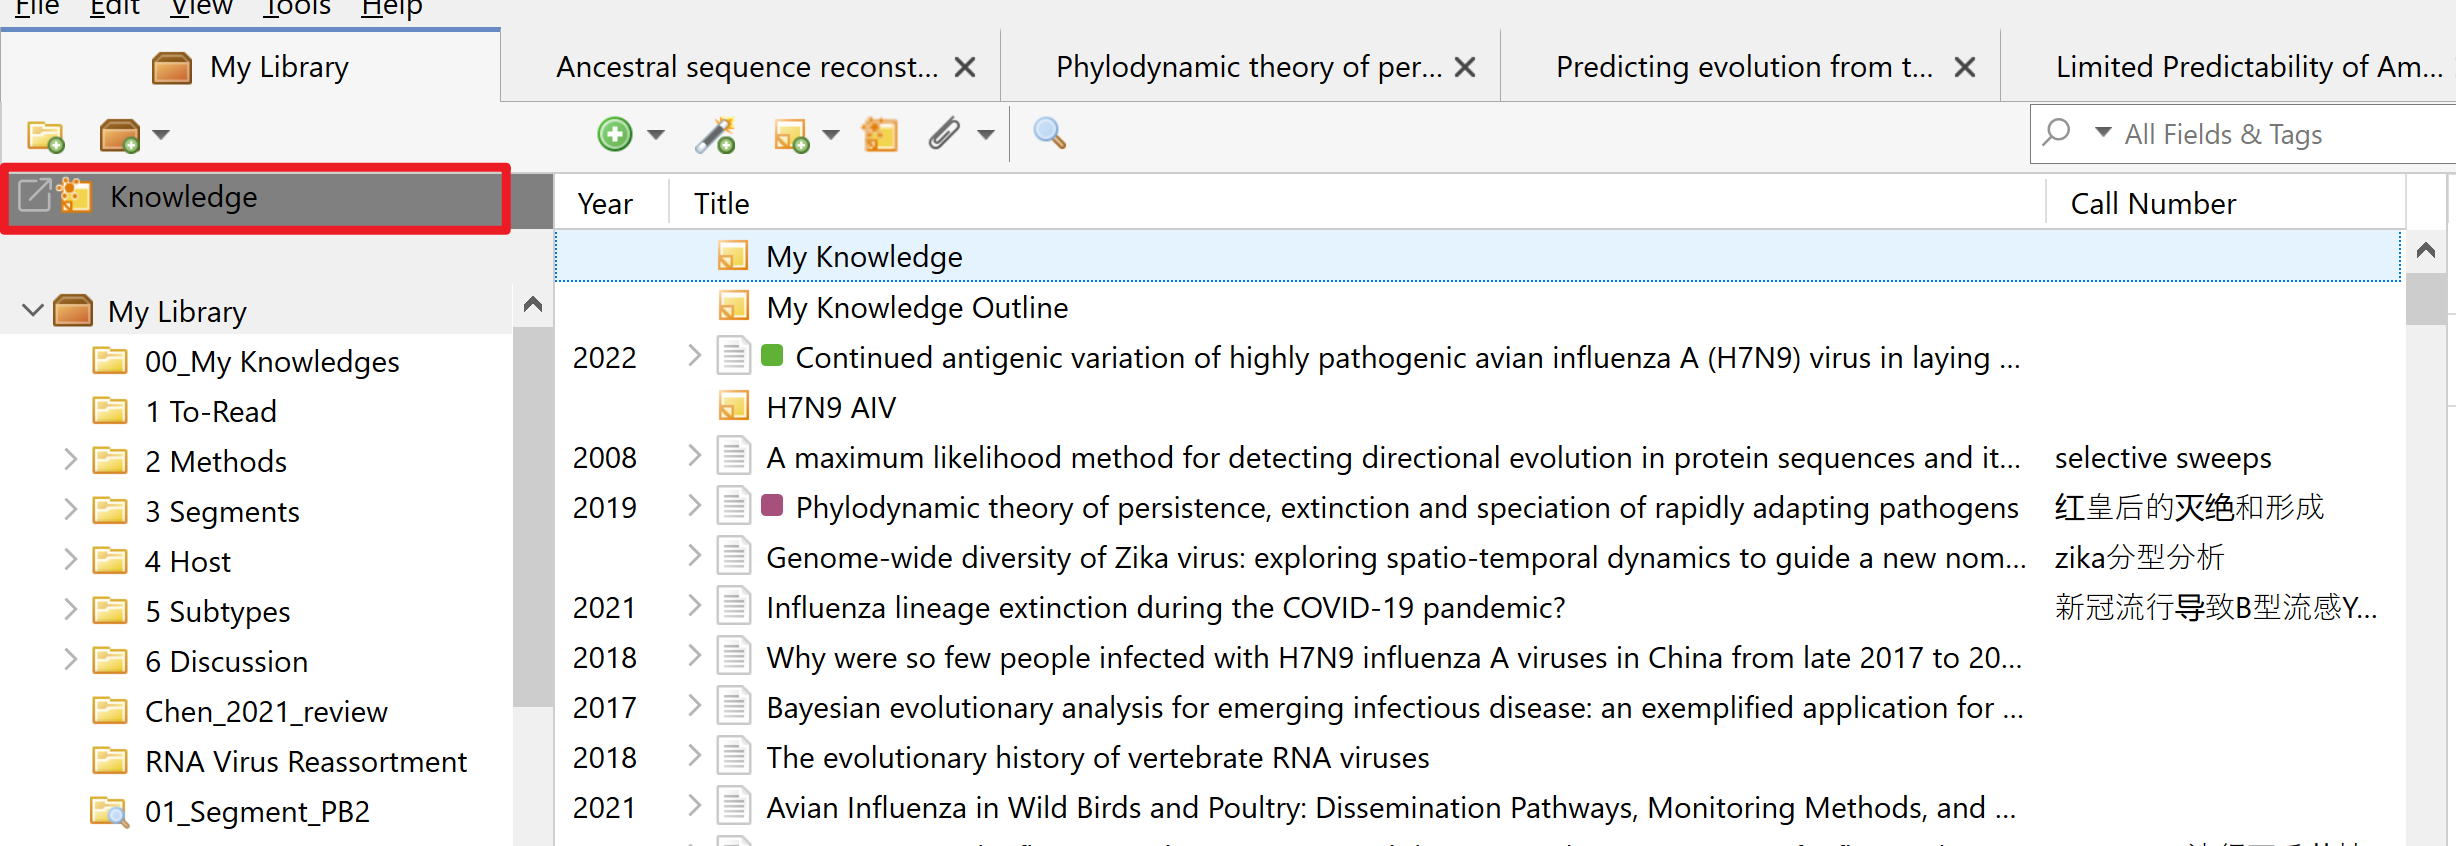 File Edit View Tools Help
My Library
Ancestral sequence reconst...
Phylodynamic theory of per...
Predicting evolution from t...
Limited Predictability of Am...
All Fields & Tags
Knowledge
Year Title Call Number
My Knowledge
My Knowledge Outline
My Library
00_My Knowledges
1 To-Read
2 Methods
3 Segments
4 Host
5 Subtypes
6 Discussion
Chen_2021_review
RNA Virus Reassortment
01_Segment_PB2
2022 Continued antigenic variation of highly pathogenic avian influenza A (H7N9) virus in laying ...
H7N9 AIV
2008 A maximum likelihood method for detecting directional evolution in protein sequences and it... selective sweeps
2019 Phylodynamic theory of persistence, extinction and speciation of rapidly adapting pathogens 红皇后的灭绝和形成
Genome-wide diversity of Zika virus: exploring spatio-temporal dynamics to guide a new nom... zika分型分析
2021 Influenza lineage extinction during the COVID-19 pandemic? 新冠流行导致B型流感Y...
2018 Why were so few people infected with H7N9 influenza A viruses in China from late 2017 to 20...
2017 Bayesian evolutionary analysis for emerging infectious disease: an exemplified application for ...
2018 The evolutionary history of vertebrate RNA viruses
2021 Avian Influenza in Wild Birds and Poultry: Dissemination Pathways, Monitoring Methods, and ...